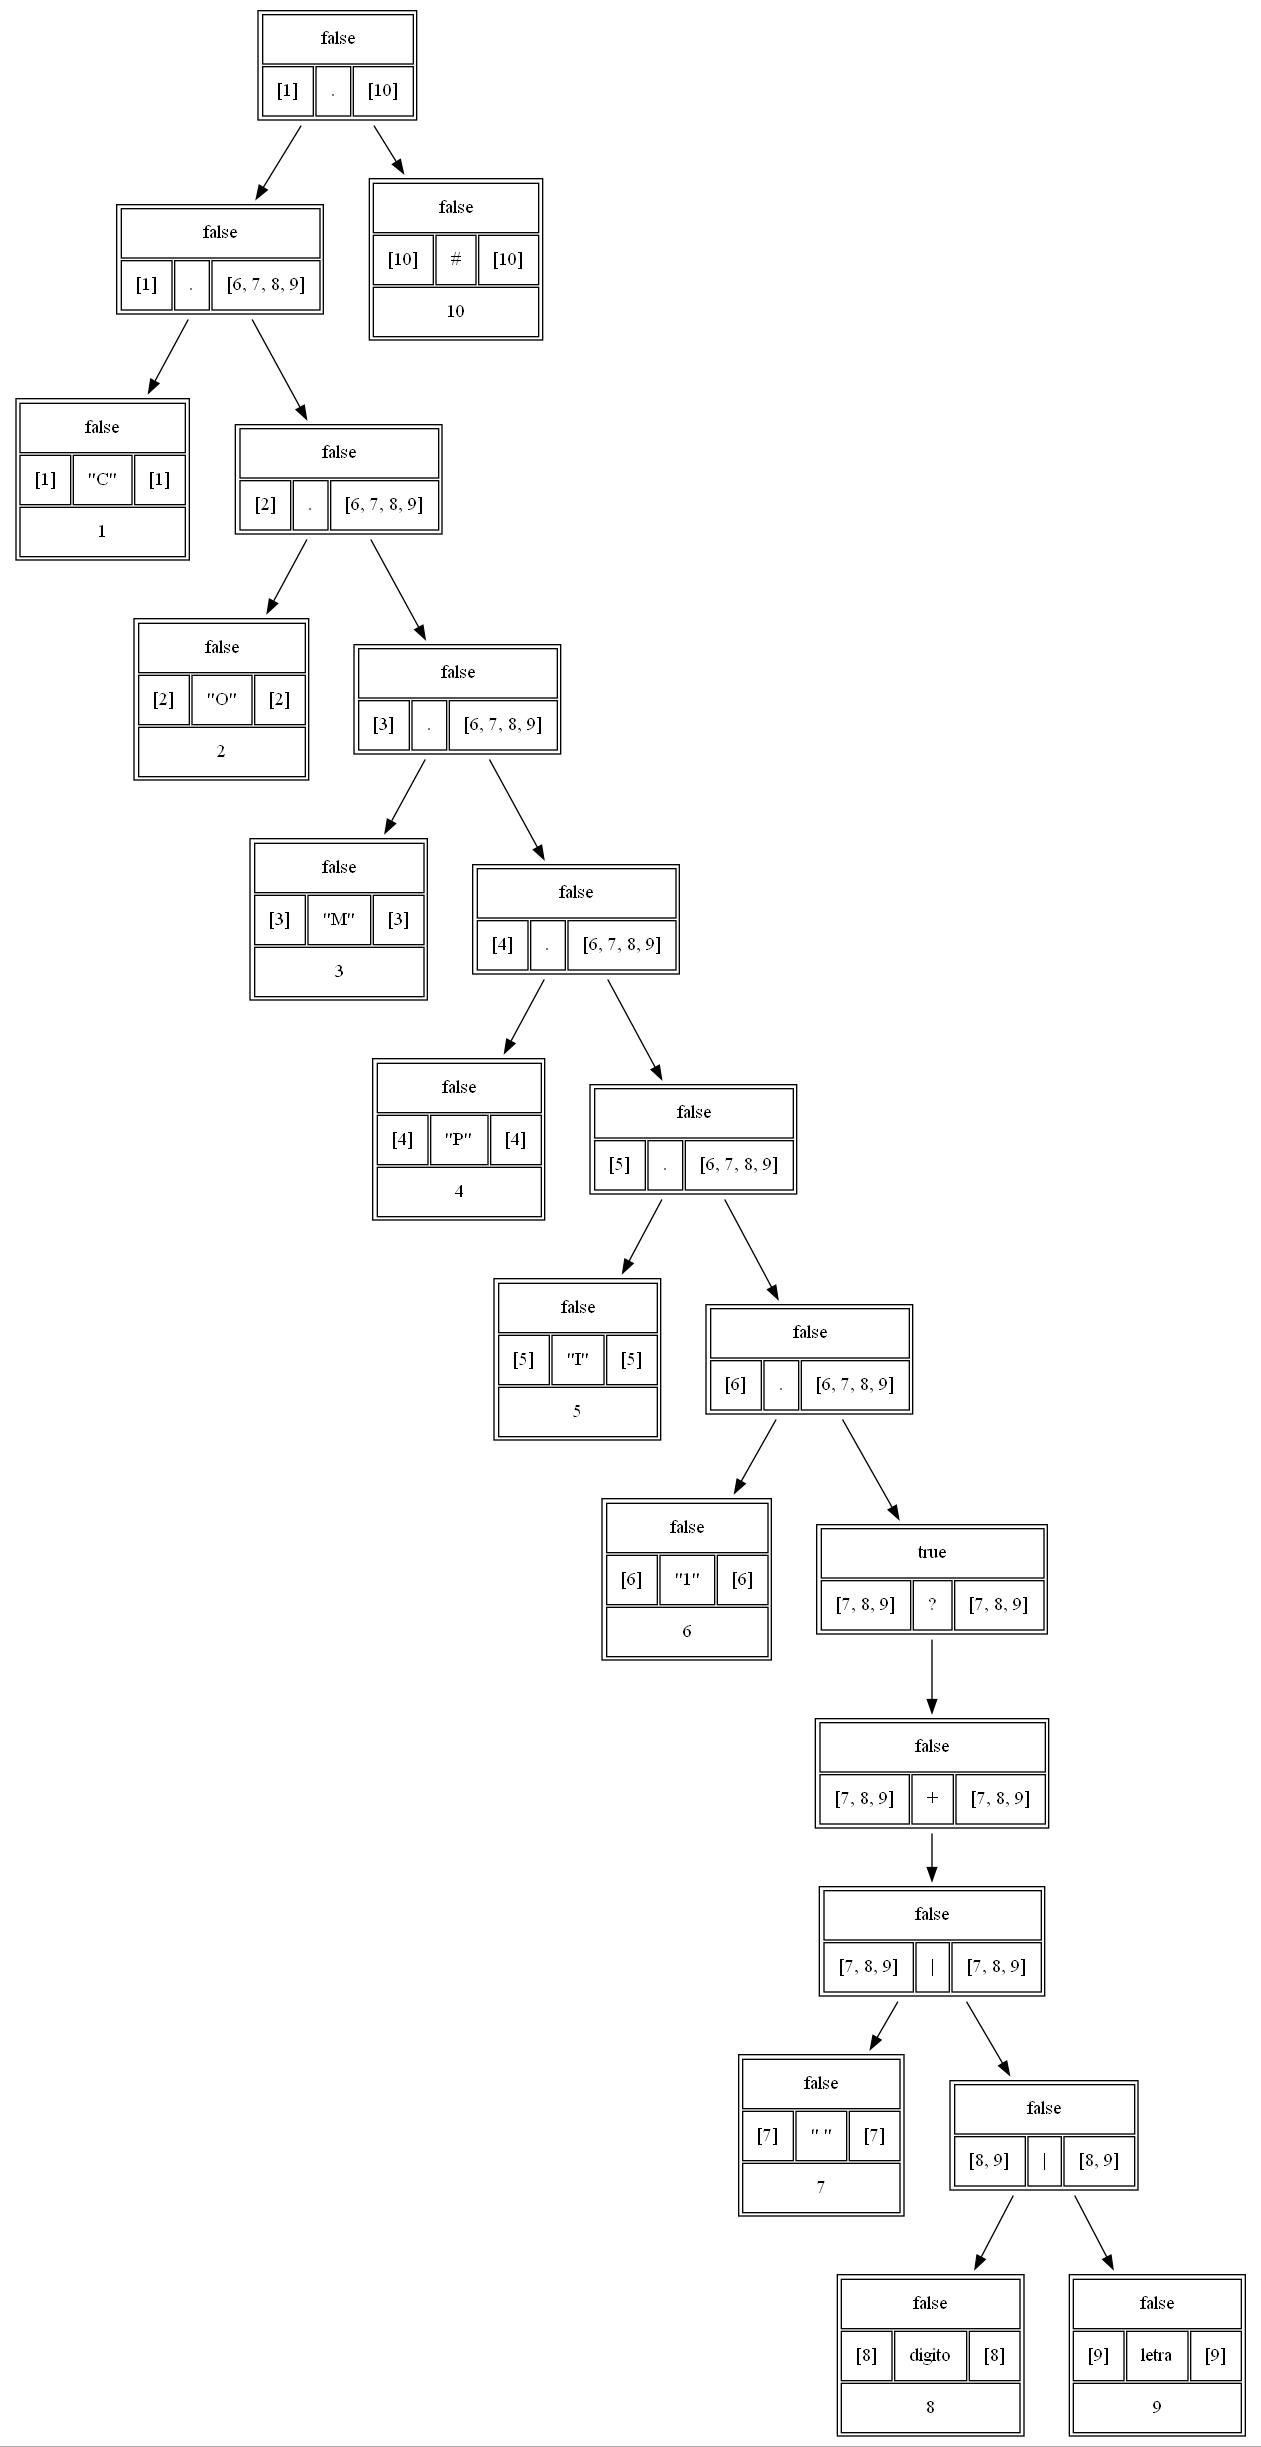 false
[1] . [10]
false
[10] # [10]
10
false
[1] . [6, 7, 8, 9]
false
[1] "C" [1]
1
false
[2] . [6, 7, 8, 9]
false
[2] "O" [2]
2
false
[3] . [6, 7, 8, 9]
false
[3] "M" [3]
3
false
[4] . [6, 7, 8, 9]
false
[4] "P" [4]
4
false
[5] . [6, 7, 8, 9]
false
[5] "I" [5]
5
false
[6] . [6, 7, 8, 9]
false
[6] "1" [6]
6
true
[7, 8, 9] ? [7, 8, 9]
false
[7, 8, 9] + [7, 8, 9]
false
[7, 8, 9] | [7, 8, 9]
false
[7] " " [7]
7
false
[8, 9] | [8, 9]
false
[8] digito [8]
8
false
[9] letra [9]
9